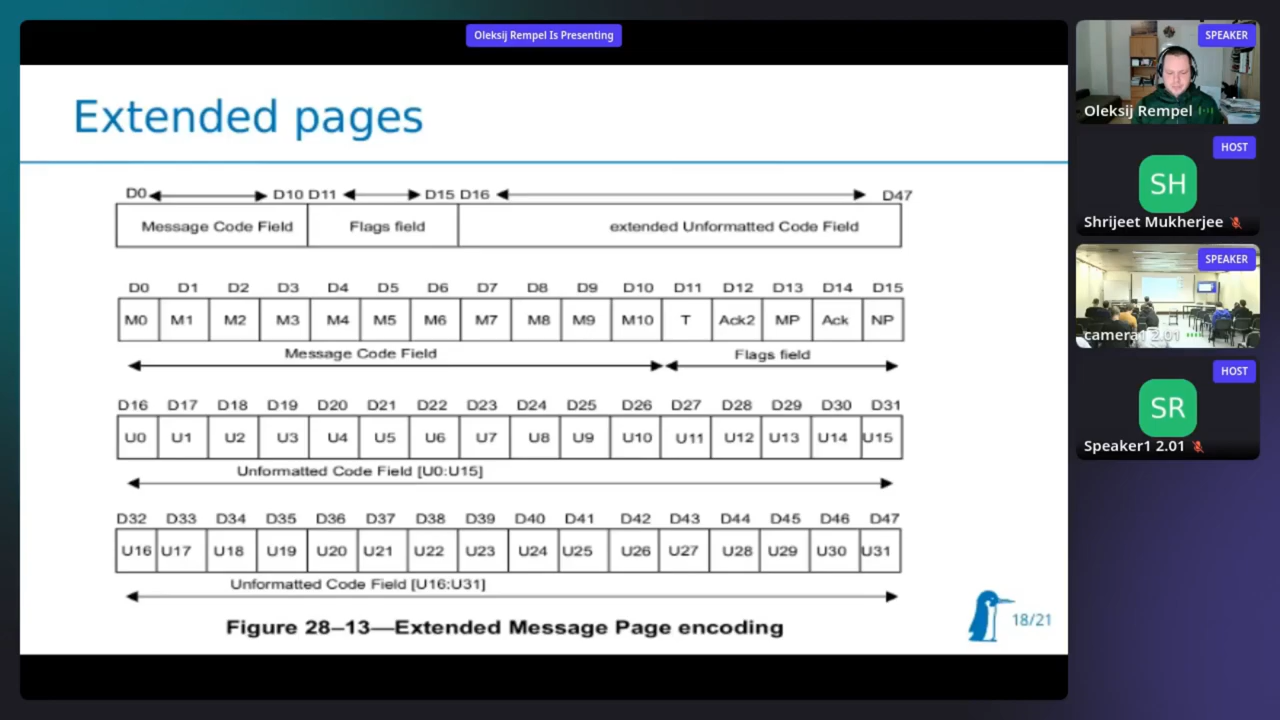 Oleksij Rempel Is Presenting
Extended pages
D0 D10 D11 D15 D16 D47
Message Code Field Flags field extended Unformatted Code Field
D0 D1 D2 D3 D4 D5 D6 D7 D8 D9 D10 D11 D12 D13 D14 D15
M0 M1 M2 M3 M4 M5 M6 M7 M8 M9 M10 T Ack2 MP Ack NP
Message Code Field Flags field
D16 D17 D18 D19 D20 D21 D22 D23 D24 D25 D26 D27 D28 D29 D30 D31
U0 U1 U2 U3 U4 U5 U6 U7 U8 U9 U10 U11 U12 U13 U14 U15
Unformatted Code Field [U0:U15]
D32 D33 D34 D35 D36 D37 D38 D39 D40 D41 D42 D43 D44 D45 D46 D47
U16 U17 U18 U19 U20 U21 U22 U23 U24 U25 U26 U27 U28 U29 U30 U31
Unformatted Code Field [U16:U31]
Figure 28–13—Extended Message Page encoding
18/21
SPEAKER
Oleksij Rempel
HOST
SH
Shrijeet Mukherjee
SPEAKER
camera1 2.01
HOST
SR
Speaker1 2.01